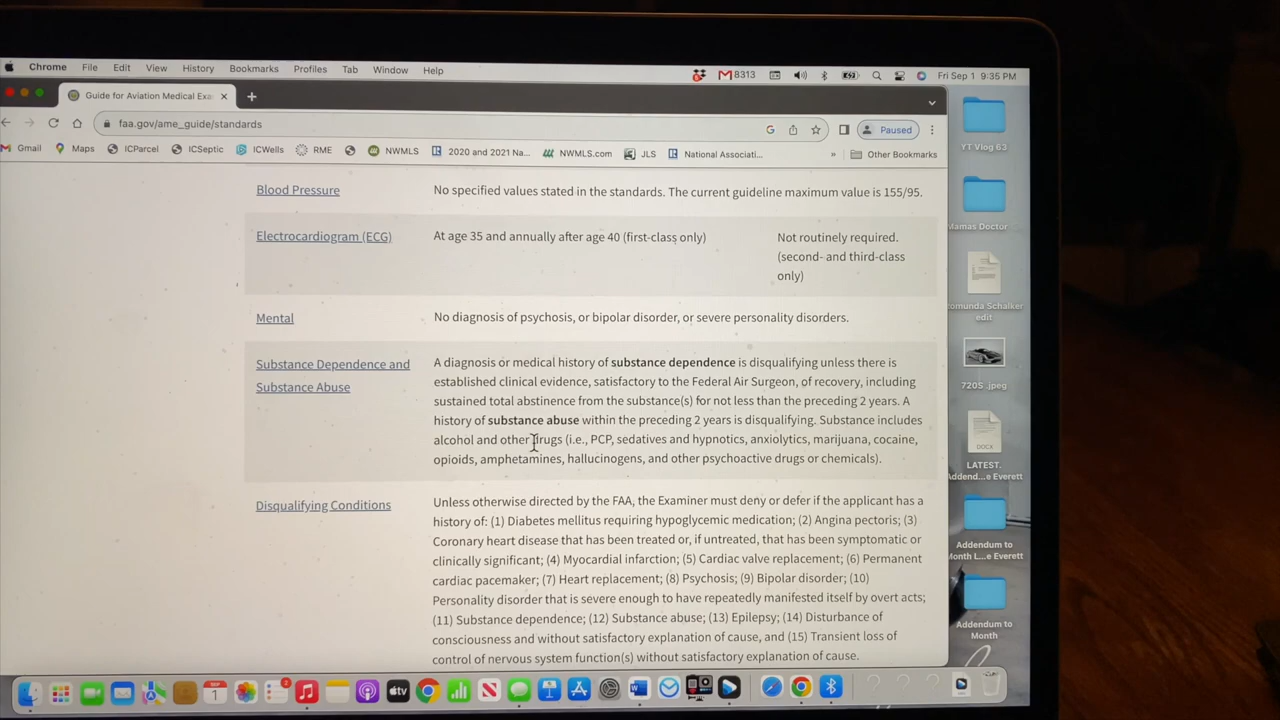 Chrome File Edit View History Bookmarks Profiles Tab Window Help 8313 Fri Sep 1 9:35 PM
Guide for Aviation Medical Exa
faa.gov/ame_guide/standards Paused
Gmail Maps ICParcel ICSeptic ICWells RME NWMLS 2020 and 2021 Na... NWMLS.com JLS National Associati... » Other Bookmarks
Blood Pressure
No specified values stated in the standards. The current guideline maximum value is 155/95.
Electrocardiogram (ECG)
At age 35 and annually after age 40 (first-class only)
Not routinely required.
(second- and third-class
only)
Mental
No diagnosis of psychosis, or bipolar disorder, or severe personality disorders.
Substance Dependence and
Substance Abuse
A diagnosis or medical history of substance dependence is disqualifying unless there is
established clinical evidence, satisfactory to the Federal Air Surgeon, of recovery, including
sustained total abstinence from the substance(s) for not less than the preceding 2 years. A
history of substance abuse within the preceding 2 years is disqualifying. Substance includes
alcohol and other drugs (i.e., PCP, sedatives and hypnotics, anxiolytics, marijuana, cocaine,
opioids, amphetamines, hallucinogens, and other psychoactive drugs or chemicals).
Disqualifying Conditions
Unless otherwise directed by the FAA, the Examiner must deny or defer if the applicant has a
history of: (1) Diabetes mellitus requiring hypoglycemic medication; (2) Angina pectoris; (3)
Coronary heart disease that has been treated or, if untreated, that has been symptomatic or
clinically significant; (4) Myocardial infarction; (5) Cardiac valve replacement; (6) Permanent
cardiac pacemaker; (7) Heart replacement; (8) Psychosis; (9) Bipolar disorder; (10)
Personality disorder that is severe enough to have repeatedly manifested itself by overt acts;
(11) Substance dependence; (12) Substance abuse; (13) Epilepsy; (14) Disturbance of
consciousness and without satisfactory explanation of cause, and (15) Transient loss of
control of nervous system function(s) without satisfactory explanation of cause.
YT Vlog 63
Mamas Doctor
omunda Schalker
edit
720S .jpeg
DOCX
LATEST.
Addend...e Everett
Addendum to
Month L...e Everett
Addendum to
Month
SEP
1
2
tv